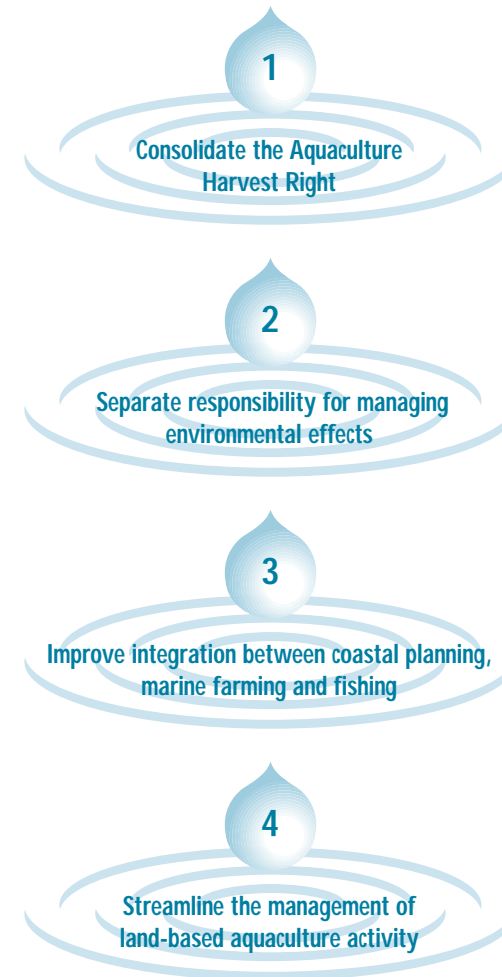 1
Consolidate the Aquaculture
Harvest Right
2
Separate responsibility for managing
environmental effects
3
Improve integration between coastal planning,
marine farming and fishing
4
Streamline the management of
land-based aquaculture activity